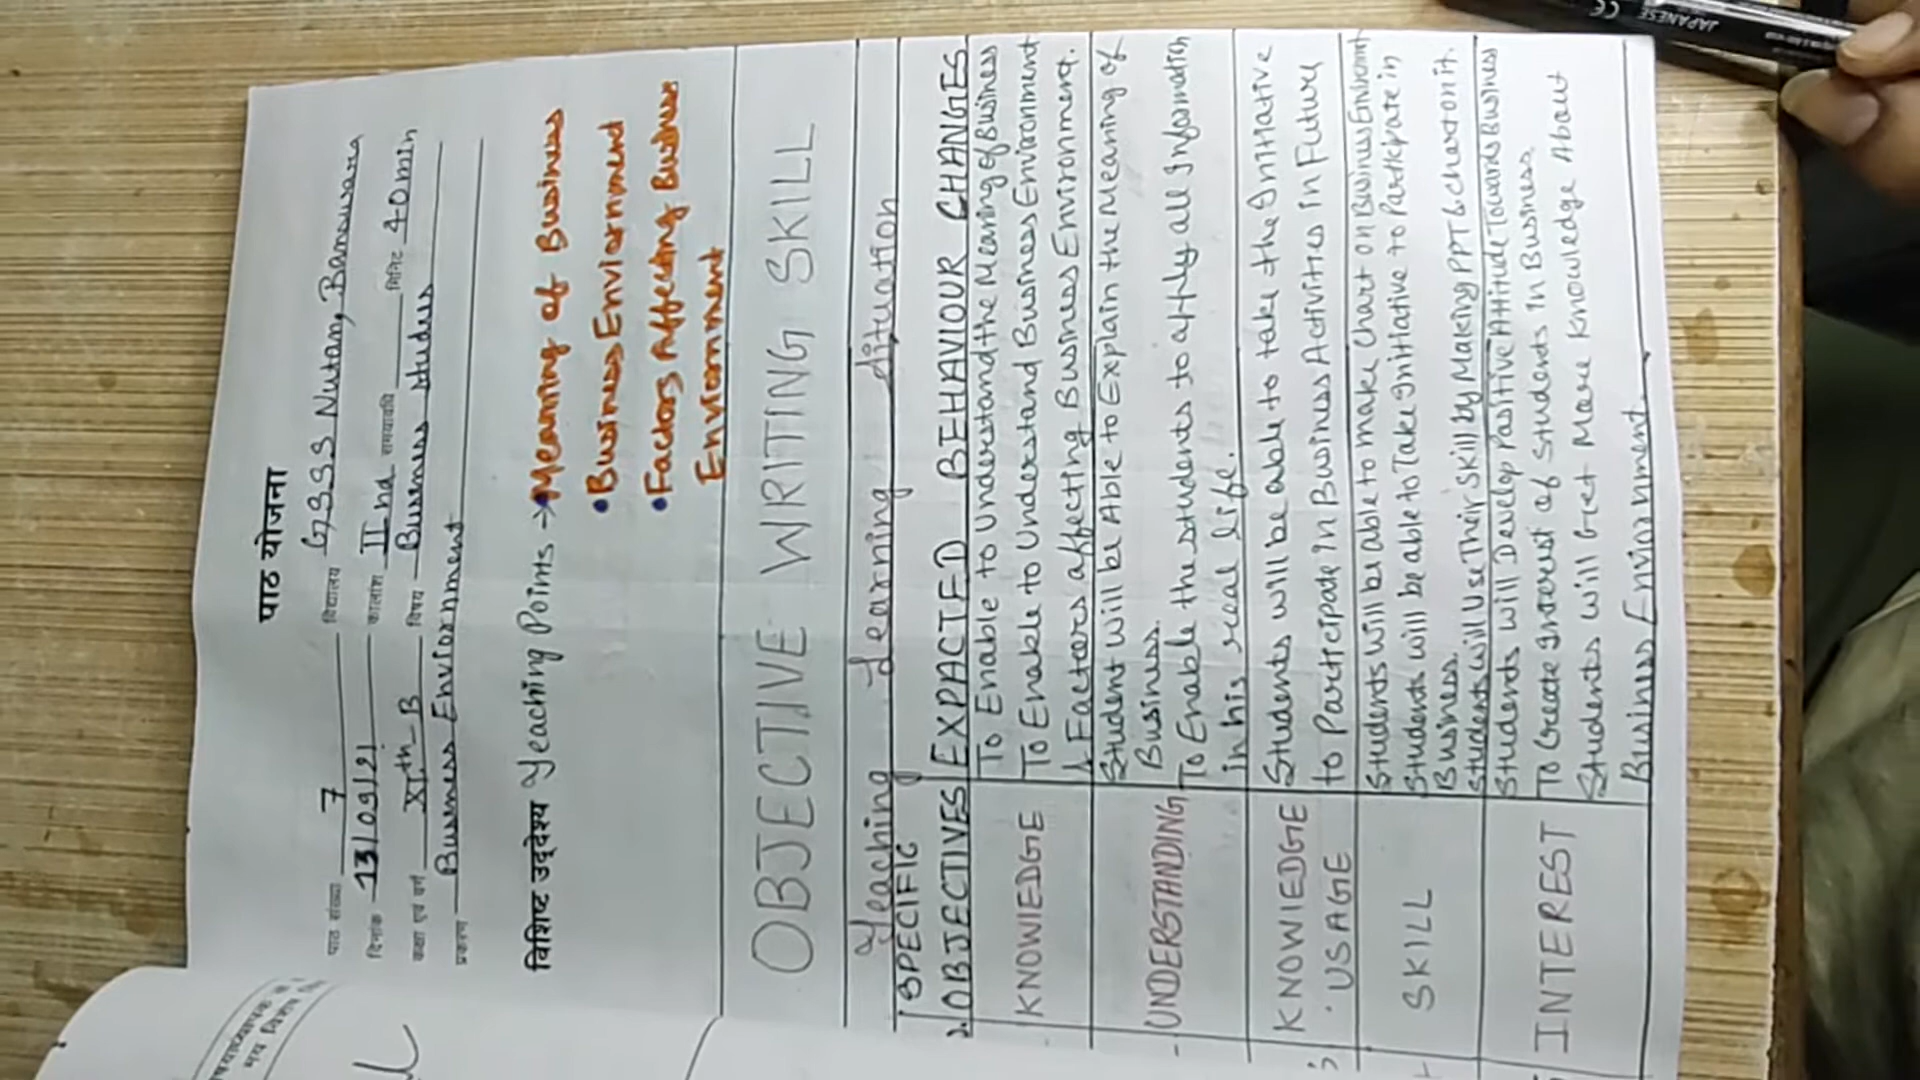 पाठ योजना
पाठ संख्या 7 विद्यालय G.S.S.S Nutan, Banswara
दिनांक 13/09/21 कालांश IInd समयावधि मिनिट 40 min
कक्षा एवं वर्ग XIth-B विषय Business studies
प्रकरण Business Enviornment
विशिष्ट उद्देश्य Teaching Points → Meaning of Business
• Business Enviornment
• Factors Affecting Business
Enviornment
OBJECTIVE WRITING SKILL
Teaching Learning situation
SPECIFIC OBJECTIVES
EXPACTED BEHAVIOUR CHANGES
KNOWLEDGE
To Enable to Understand the Meaning of Business
To Enable to Understand Business Environment
& Factors affecting Business Environment.
UNDERSTANDING
Student will be Able to Explain the Meaning of
Business.
To Enable the students to apply all Information
in his real life.
KNOWLEDGE
USAGE
Students will be able to take the Initiative
to Participate in Business Activities in Future
SKILL
Students will be able to make Chart on Business Enviornmt
Students will be able to Take Initiative to Participate in
Business.
Students will Use Their Skill by Making PPT & chart on it.
INTEREST
Students will Develop Positive Attitude Towards Business
To Create Interest of Students in Business.
Students will Get More Knowledge About
Business Enviornment.
JAPANESE
CE